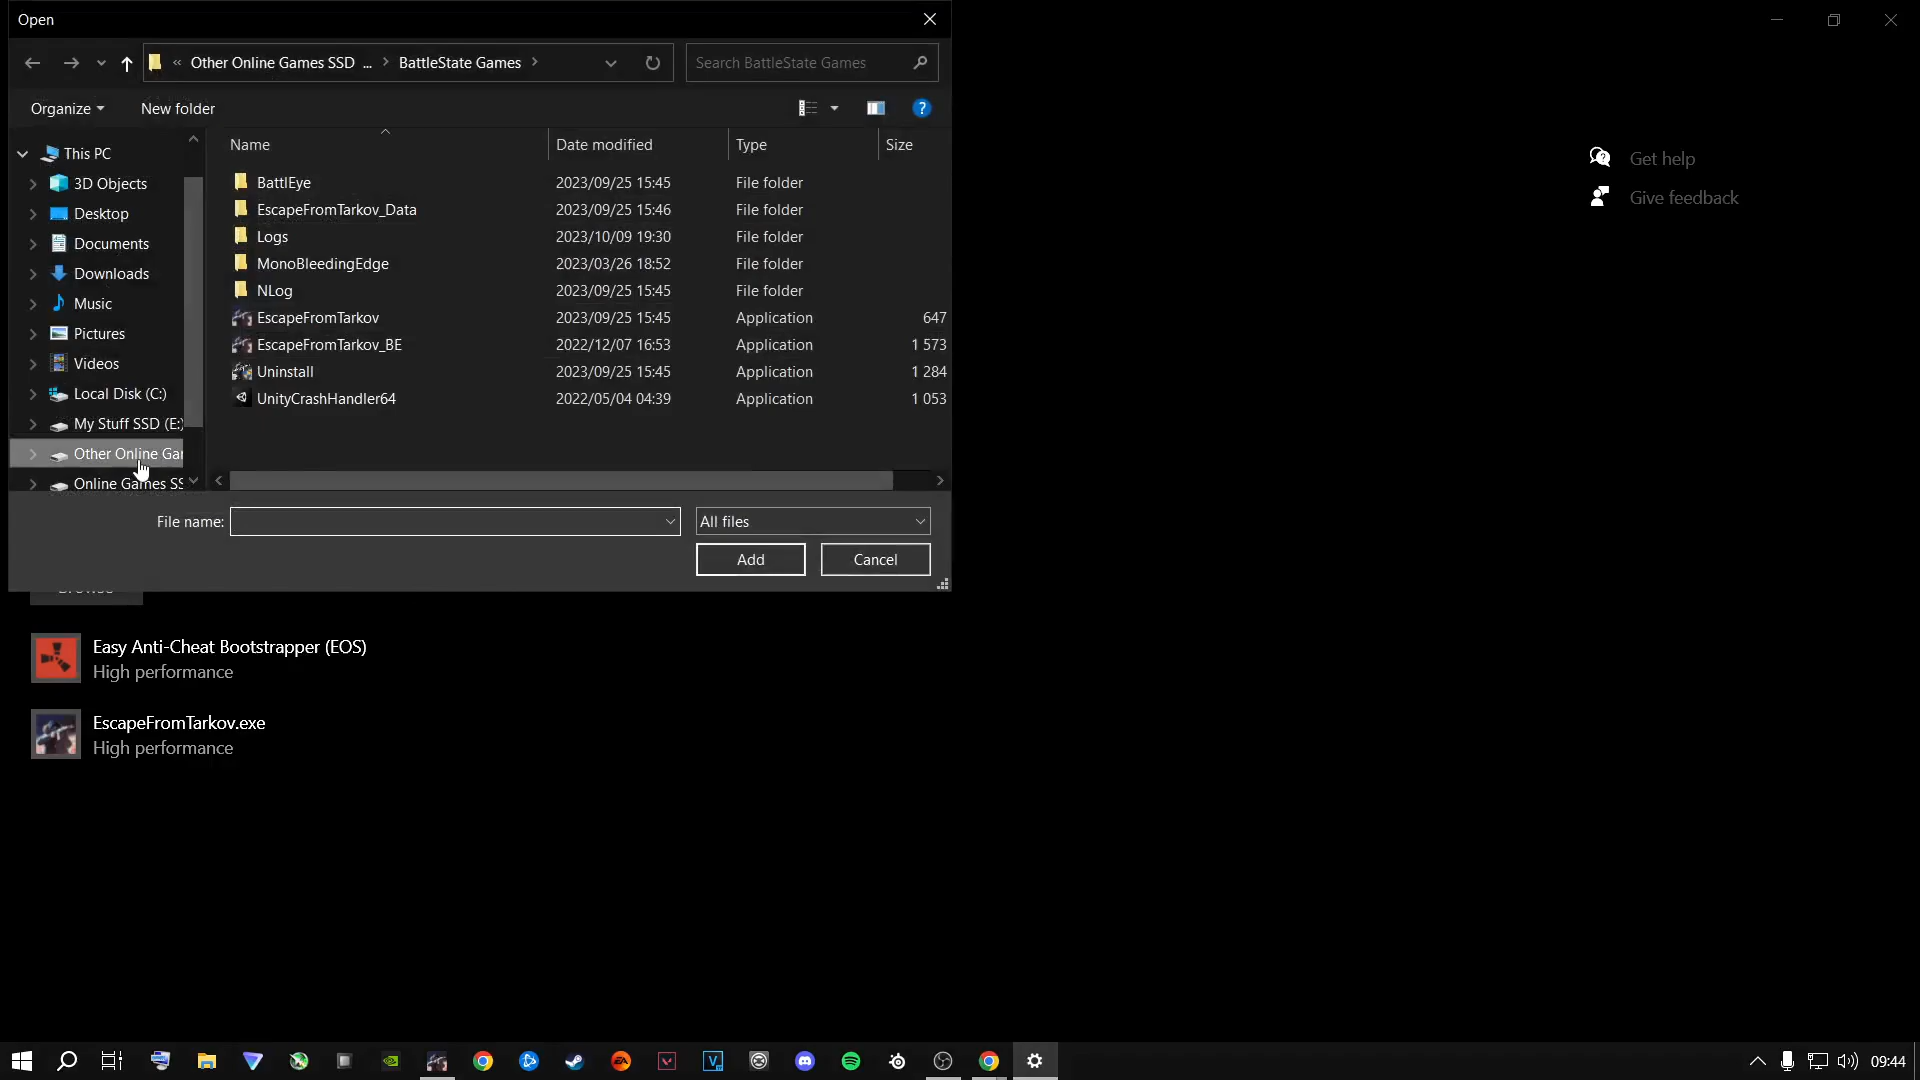 Open
« Other Online Games SSD ... > BattleState Games >
Search BattleState Games
Organize
New folder
Name
Date modified
Type
Size
This PC
3D Objects
Desktop
Documents
Downloads
Music
Pictures
Videos
Local Disk (C:)
My Stuff SSD (E:)
Other Online Gar
Online Games SS
BattlEye 2023/09/25 15:45 File folder
EscapeFromTarkov_Data 2023/09/25 15:46 File folder
Logs 2023/10/09 19:30 File folder
MonoBleedingEdge 2023/03/26 18:52 File folder
NLog 2023/09/25 15:45 File folder
EscapeFromTarkov 2023/09/25 15:45 Application 647
EscapeFromTarkov_BE 2022/12/07 16:53 Application 1 573
Uninstall 2023/09/25 15:45 Application 1 284
UnityCrashHandler64 2022/05/04 04:39 Application 1 053
File name:
All files
Add
Cancel
Get help
Give feedback
Easy Anti-Cheat Bootstrapper (EOS)
High performance
EscapeFromTarkov.exe
High performance
09:44